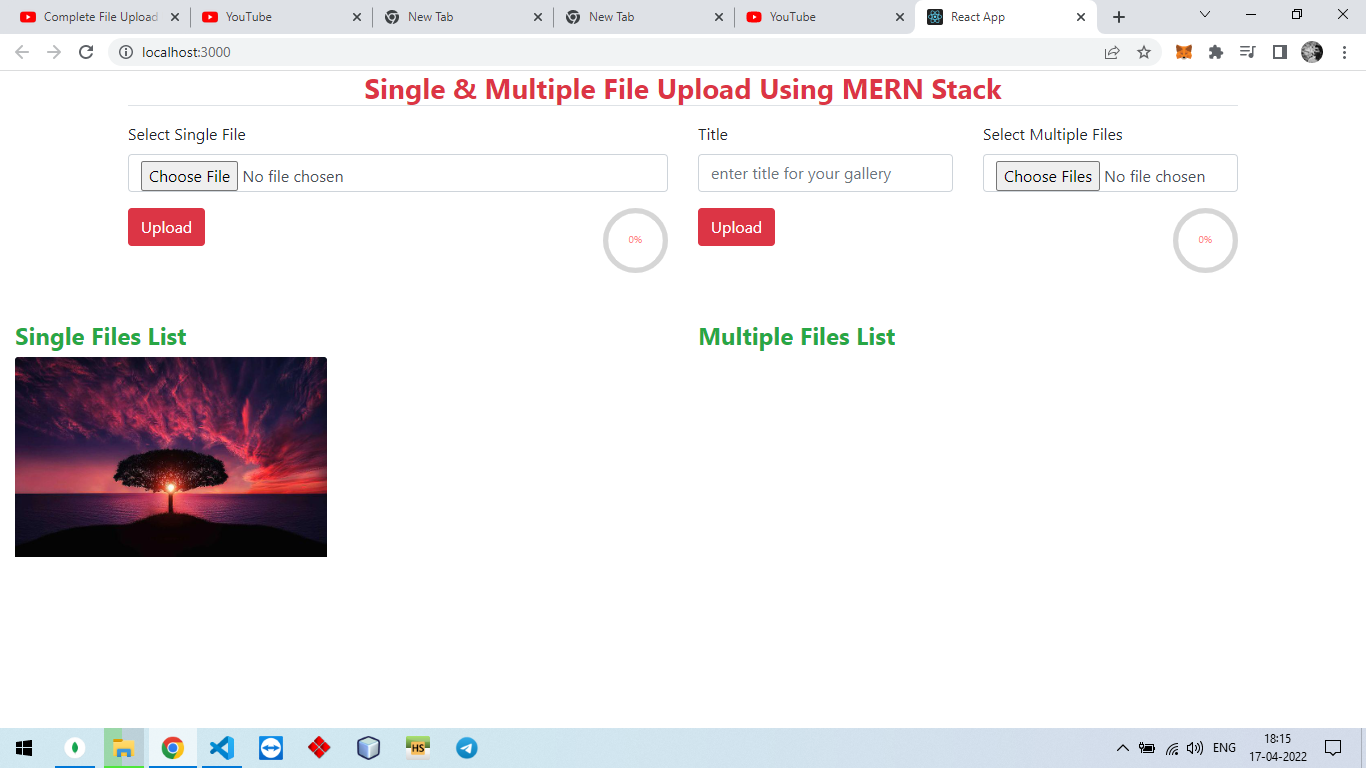 Complete File Upload
YouTube
New Tab
New Tab
YouTube
React App
localhost:3000
Single & Multiple File Upload Using MERN Stack
Select Single File
Title
Select Multiple Files
Choose File No file chosen
enter title for your gallery
Choose Files No file chosen
Upload
0%
Upload
0%
Single Files List
Multiple Files List
HS
ENG
18:15
17-04-2022